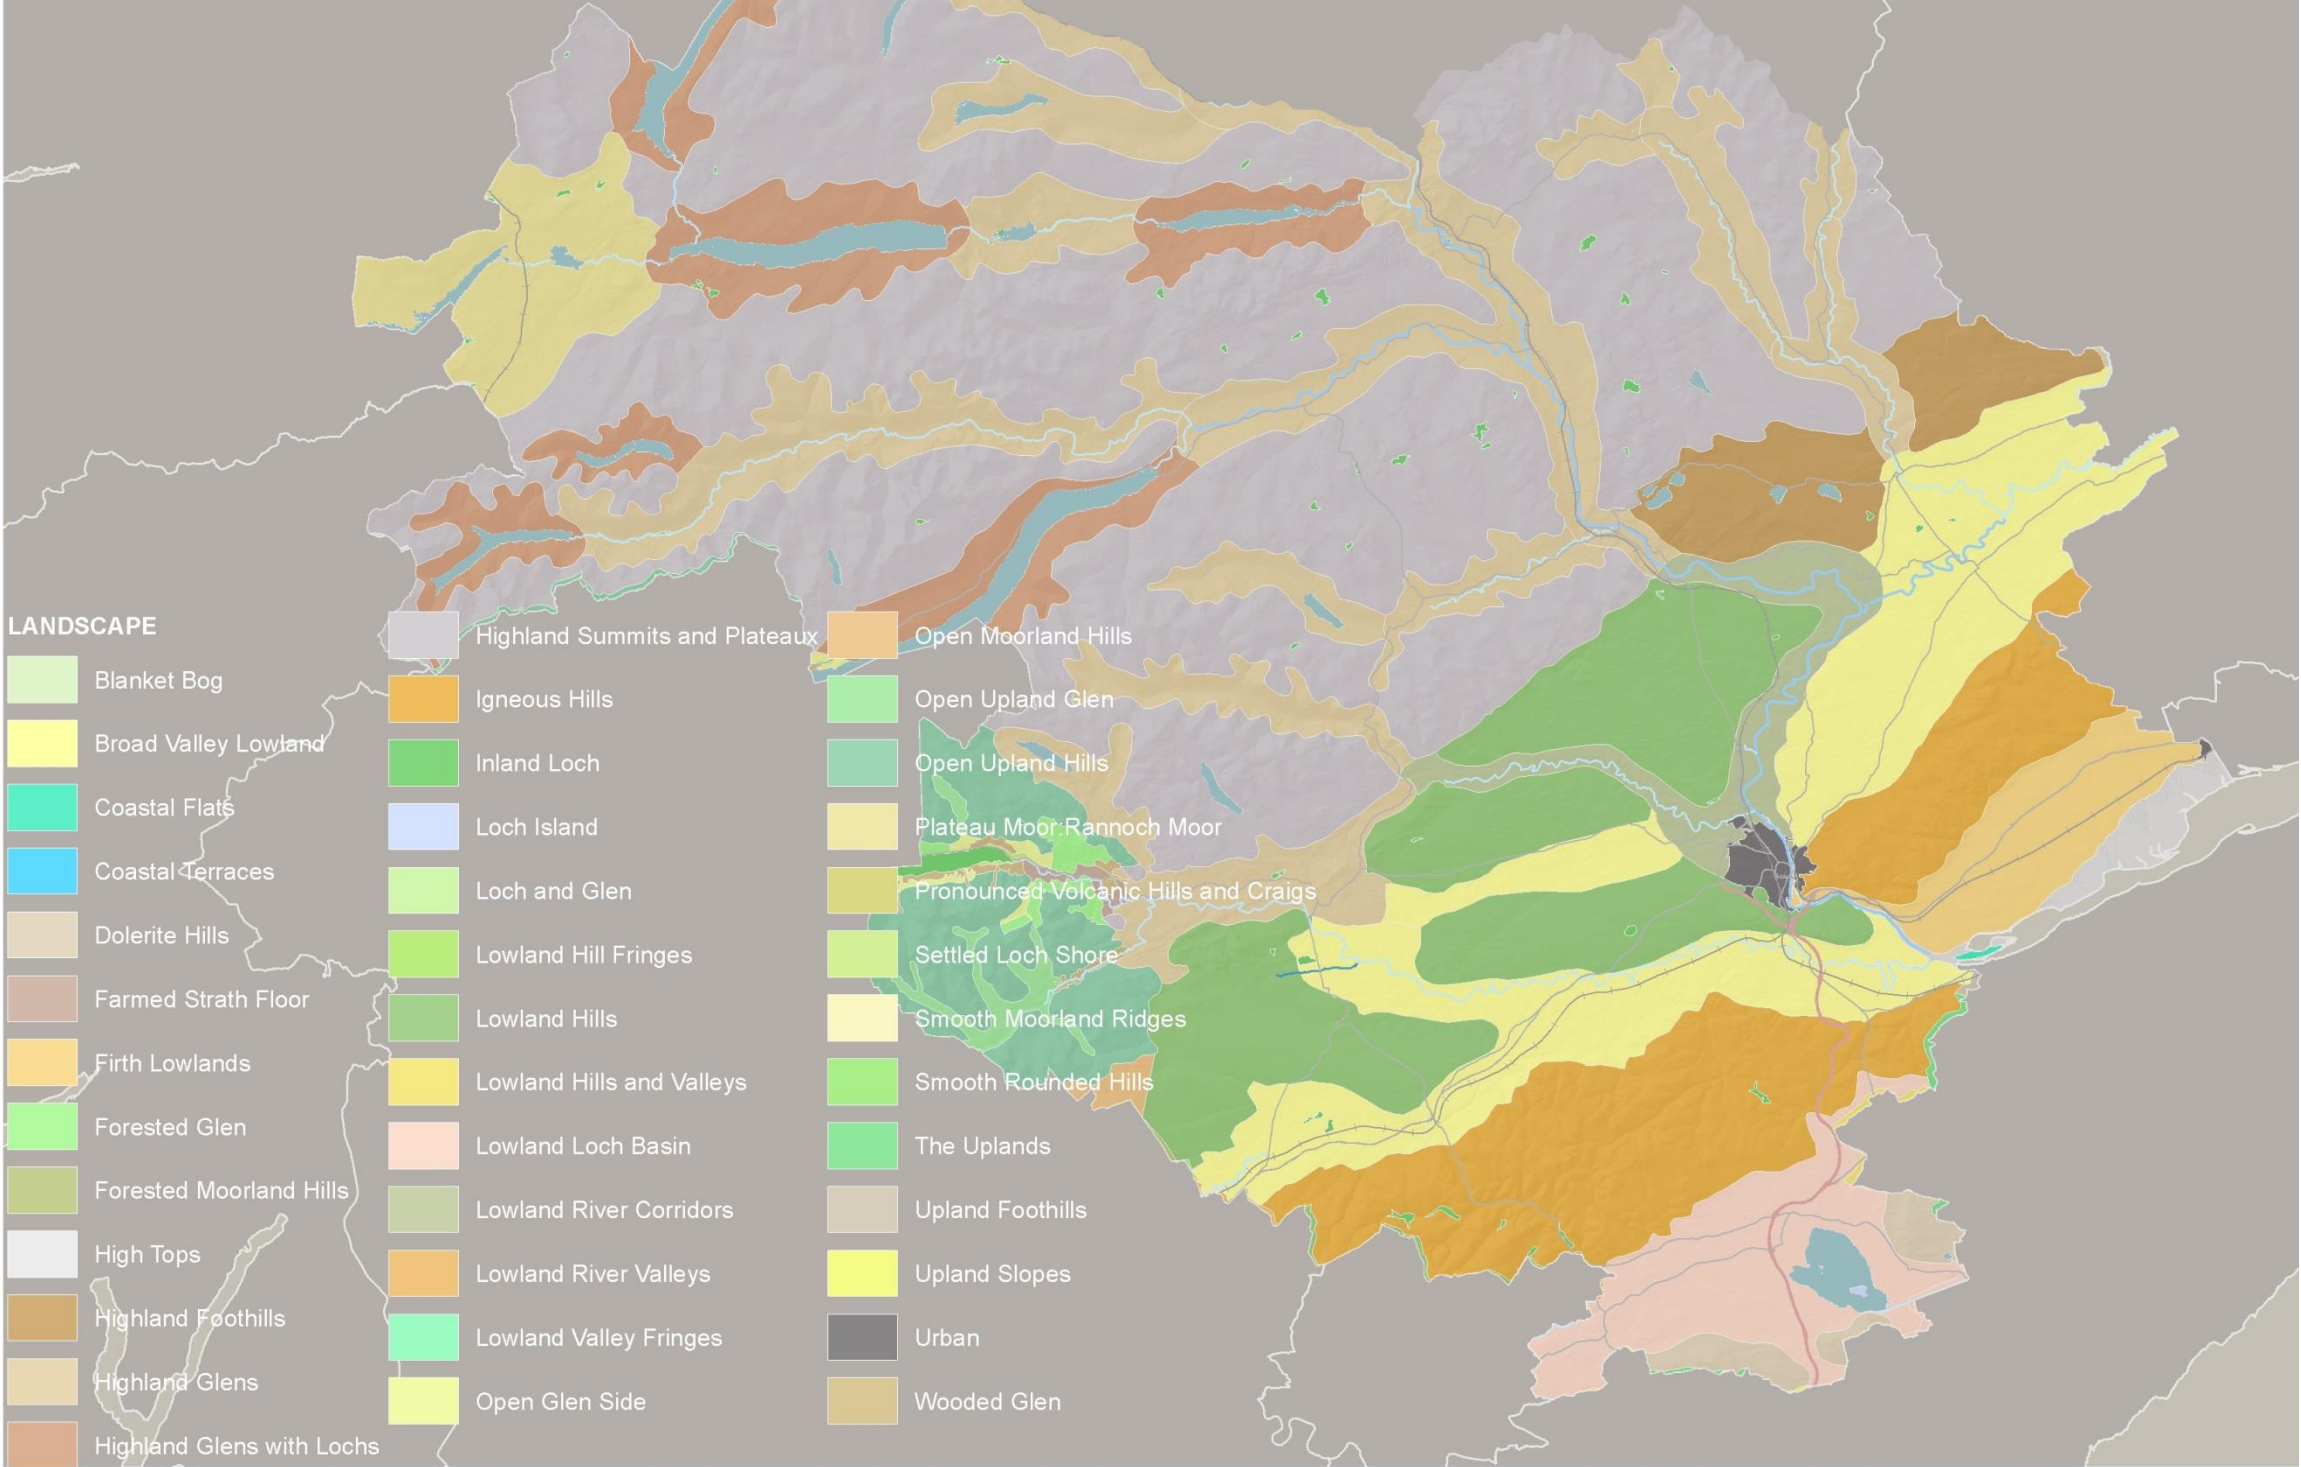 LANDSCAPE
Blanket Bog
Broad Valley Lowland
Coastal Flats
Coastal Terraces
Dolerite Hills
Farmed Strath Floor
Firth Lowlands
Forested Glen
Forested Moorland Hills
High Tops
Highland Foothills
Highland Glens
Highland Glens with Lochs
Highland Summits and Plateaux
Igneous Hills
Inland Loch
Loch Island
Loch and Glen
Lowland Hill Fringes
Lowland Hills
Lowland Hills and Valleys
Lowland Loch Basin
Lowland River Corridors
Lowland River Valleys
Lowland Valley Fringes
Open Glen Side
Open Moorland Hills
Open Upland Glen
Open Upland Hills
Plateau Moor:Rannoch Moor
Pronounced Volcanic Hills and Craigs
Settled Loch Shore
Smooth Moorland Ridges
Smooth Rounded Hills
The Uplands
Upland Foothills
Upland Slopes
Urban
Wooded Glen